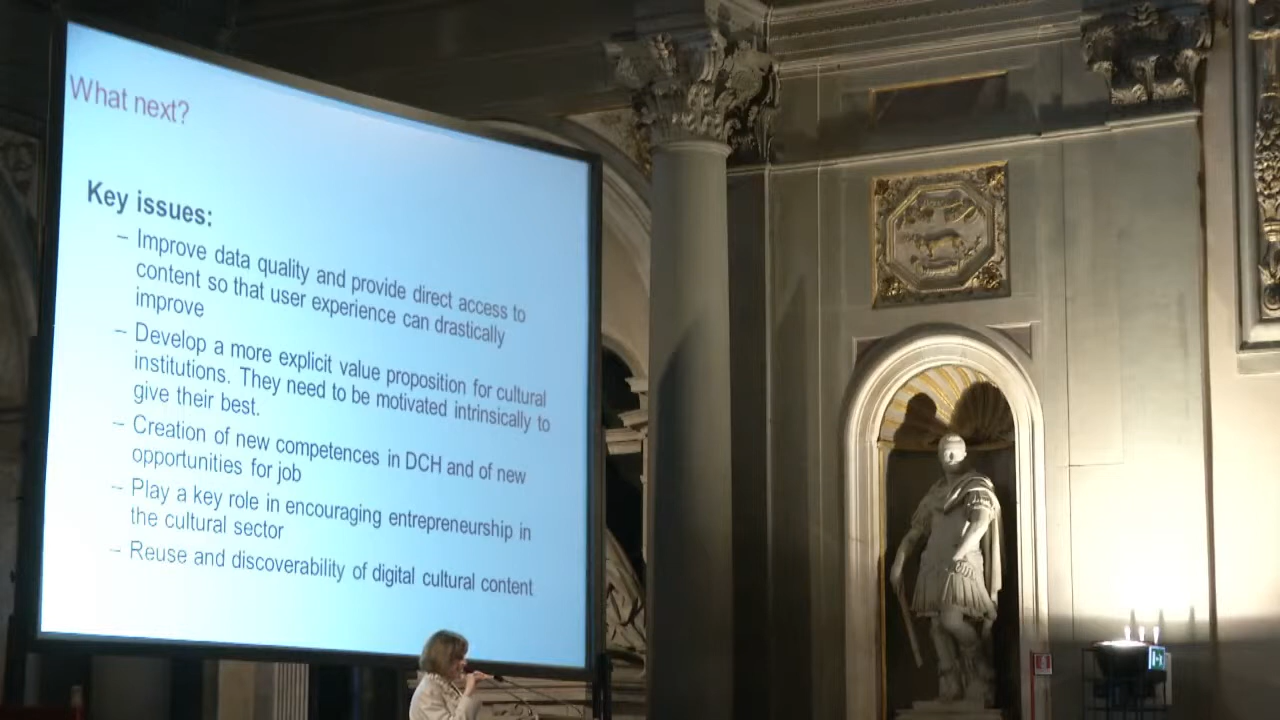 What next?
Key issues:
– Improve data quality and provide direct access to
content so that user experience can drastically
improve
– Develop a more explicit value proposition for cultural
institutions. They need to be motivated intrinsically to
give their best.
– Creation of new competences in DCH and of new
opportunities for job
– Play a key role in encouraging entrepreneurship in
the cultural sector
– Reuse and discoverability of digital cultural content